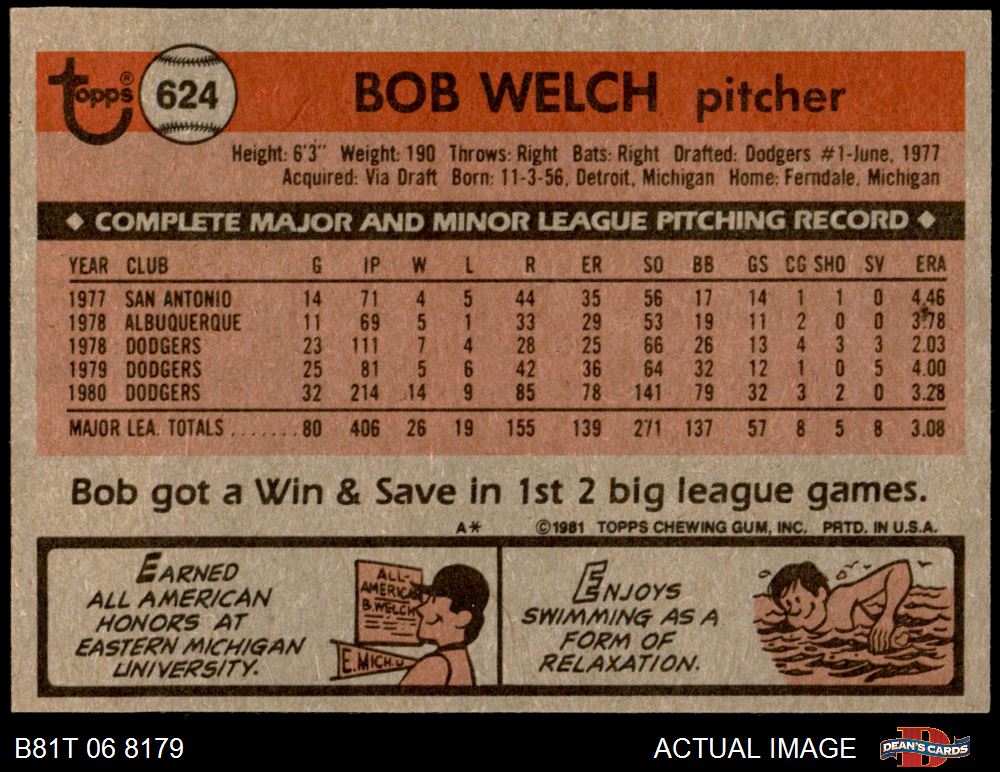 topps® 624 BOB WELCH pitcher
Height: 6'3" Weight: 190 Throws: Right Bats: Right Drafted: Dodgers #1-June, 1977
Acquired: Via Draft Born: 11-3-56, Detroit, Michigan Home: Ferndale, Michigan
◆ COMPLETE MAJOR AND MINOR LEAGUE PITCHING RECORD ◆
YEAR CLUB G IP W L R ER SO BB GS CG SHO SV ERA
1977 SAN ANTONIO 14 71 4 5 44 35 56 17 14 1 1 0 4.46
1978 ALBUQUERQUE 11 69 5 1 33 29 53 19 11 2 0 0 3.78
1978 DODGERS 23 111 7 4 28 25 66 26 13 4 3 3 2.03
1979 DODGERS 25 81 5 6 42 36 64 32 12 1 0 5 4.00
1980 DODGERS 32 214 14 9 85 78 141 79 32 3 2 0 3.28
MAJOR LEA. TOTALS ....... 80 406 26 19 155 139 271 137 57 8 5 8 3.08
Bob got a Win & Save in 1st 2 big league games.
A* ©1981 TOPPS CHEWING GUM, INC. PRTD. IN U.S.A.
EARNED
ALL AMERICAN
HONORS AT
EASTERN MICHIGAN
UNIVERSITY.
ALL-
AMERICAN
B. WELCH
E. MICH. U
ENJOYS
SWIMMING AS A
FORM OF
RELAXATION.
B81T 06 8179 ACTUAL IMAGE DEAN'S CARDS